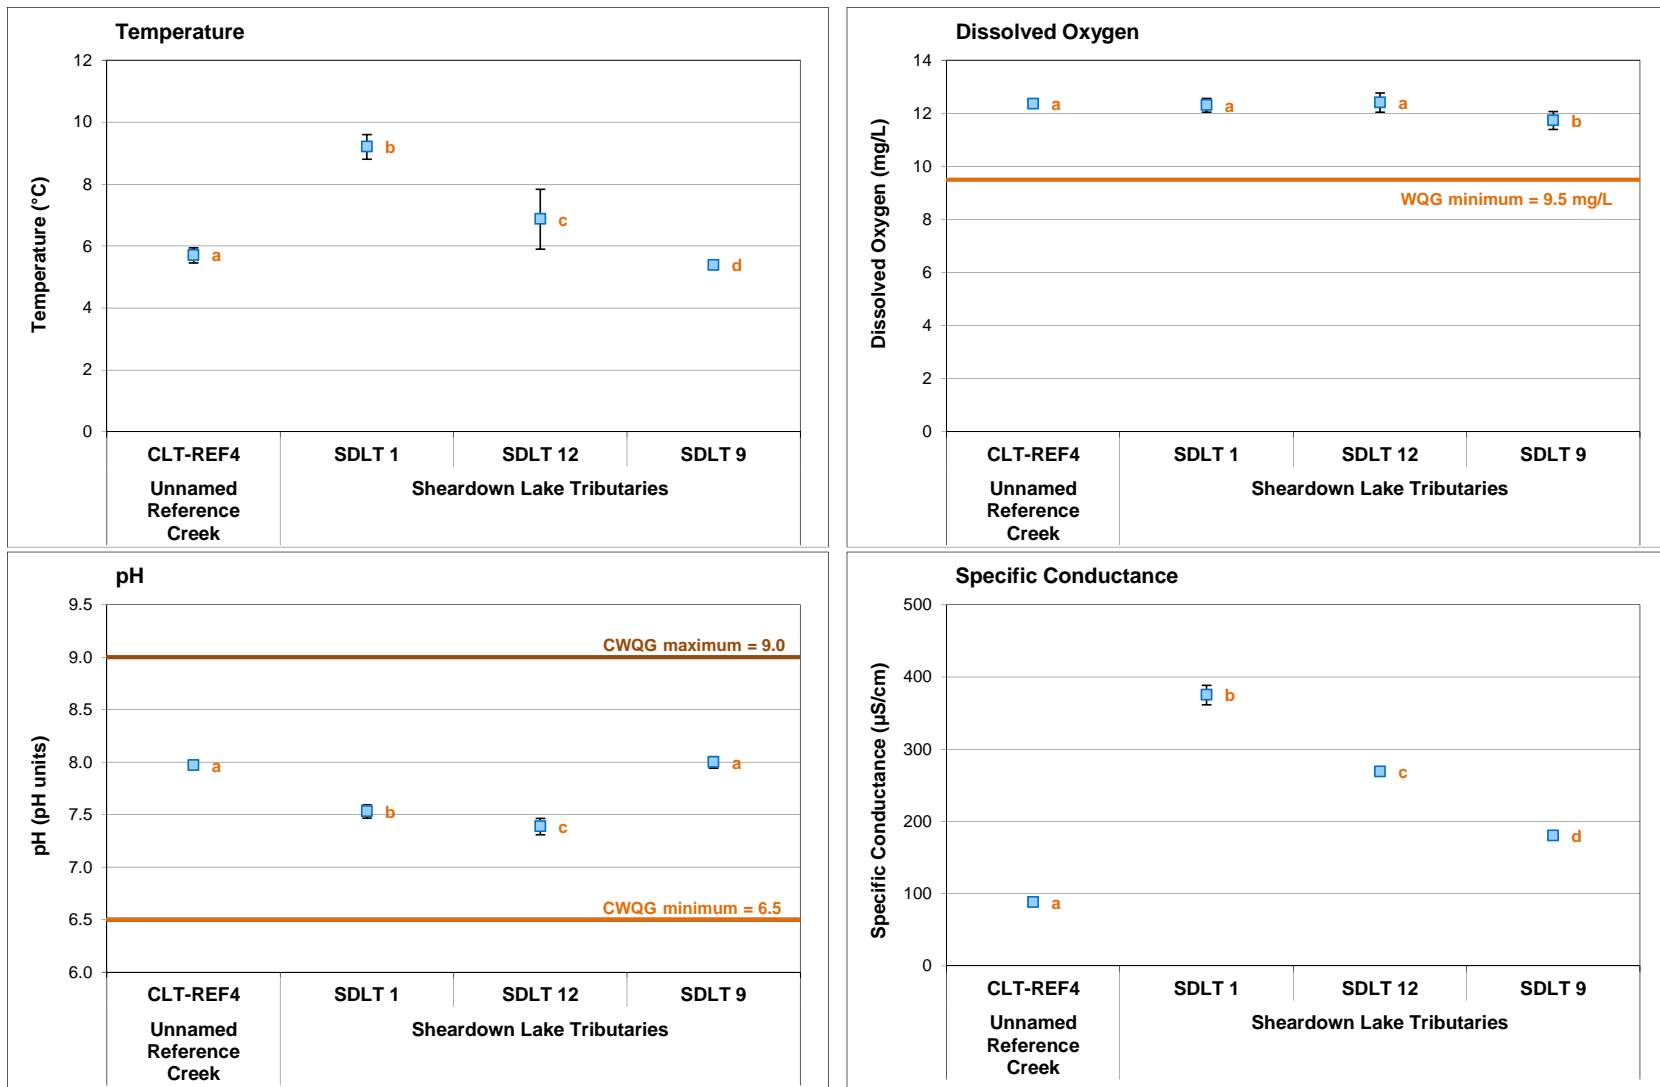 Temperature
12
10
8
6
4
2
0
Temperature (°C)
a
b
c
d
CLT-REF4
SDLT 1
SDLT 12
SDLT 9
Unnamed
Reference
Creek
Sheardown Lake Tributaries
Dissolved Oxygen
14
12
10
8
6
4
2
0
Dissolved Oxygen (mg/L)
a
a
a
b
WQG minimum = 9.5 mg/L
CLT-REF4
SDLT 1
SDLT 12
SDLT 9
Unnamed
Reference
Creek
Sheardown Lake Tributaries
pH
9.5
9.0
8.5
8.0
7.5
7.0
6.5
6.0
pH (pH units)
CWQG maximum = 9.0
a
b
c
a
CWQG minimum = 6.5
CLT-REF4
SDLT 1
SDLT 12
SDLT 9
Unnamed
Reference
Creek
Sheardown Lake Tributaries
Specific Conductance
500
400
300
200
100
0
Specific Conductance (µS/cm)
a
b
c
d
CLT-REF4
SDLT 1
SDLT 12
SDLT 9
Unnamed
Reference
Creek
Sheardown Lake Tributaries